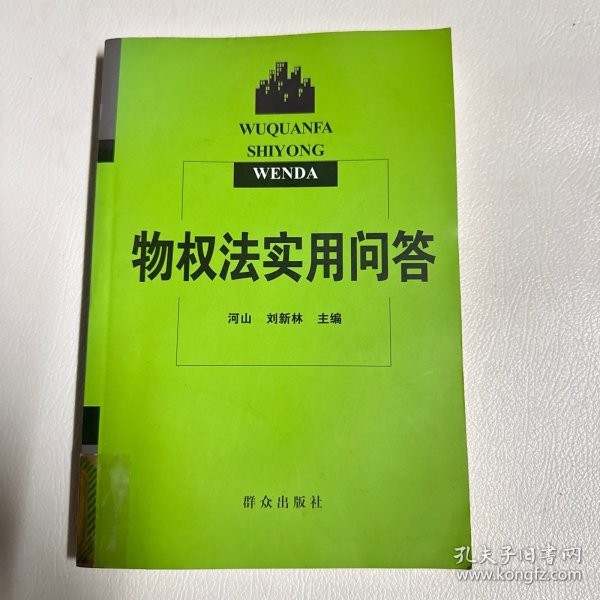 WUQUANFA
SHIYONG
WENDA
物权法实用问答
河山 刘新林 主编
群众出版社
孔夫子旧书网
www.kongfz.com